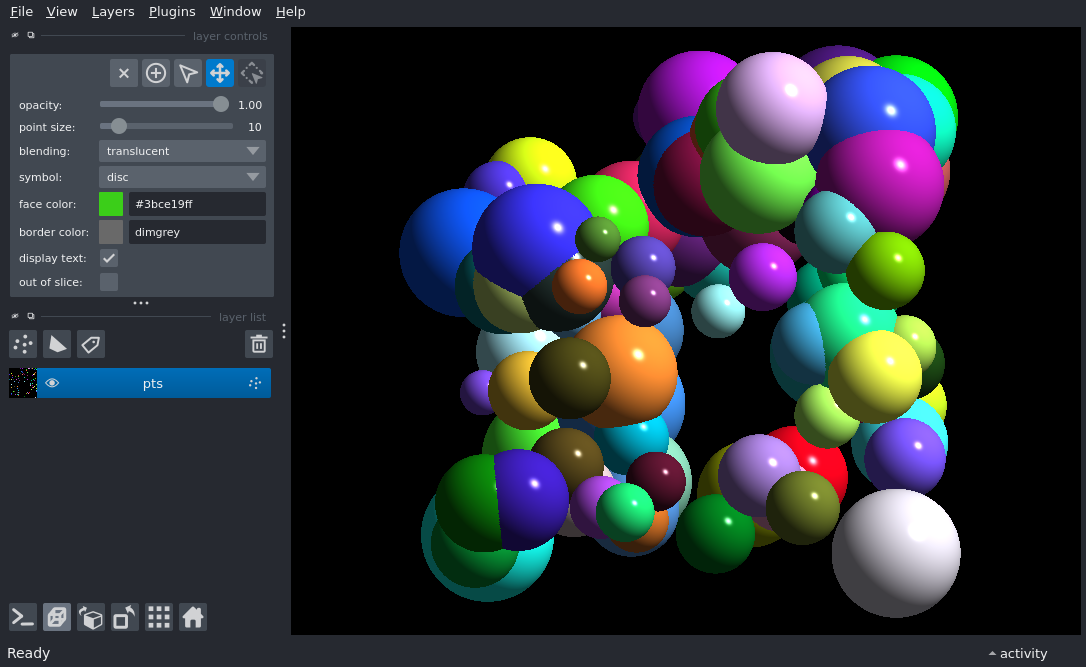 File View Layers Plugins Window Help
layer controls
opacity: 1.00
point size: 10
blending: translucent
symbol: disc
face color: #3bce19ff
border color: dimgrey
display text:
out of slice:
layer list
pts
Ready
activity